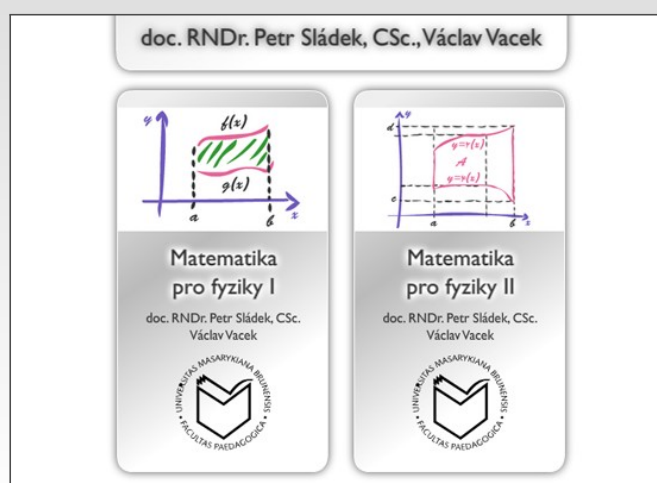 doc. RNDr. Petr Sládek, CSc., Václav Vacek
y
f(x)
g(x)
a
b
x
Matematika
pro fyziky I
doc. RNDr. Petr Sládek, CSc.
Václav Vacek
UNIVERSITAS MASARYKIANA BRUNENSIS
• FACULTAS PAEDAGOGICA •
y
d
A
c
a
b
x
Matematika
pro fyziky II
doc. RNDr. Petr Sládek, CSc.
Václav Vacek
UNIVERSITAS MASARYKIANA BRUNENSIS
• FACULTAS PAEDAGOGICA •